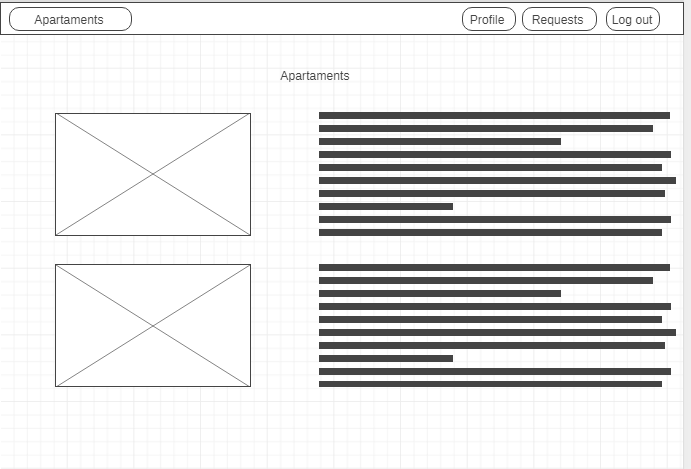 Apartaments
Profile
Requests
Log out
Apartaments